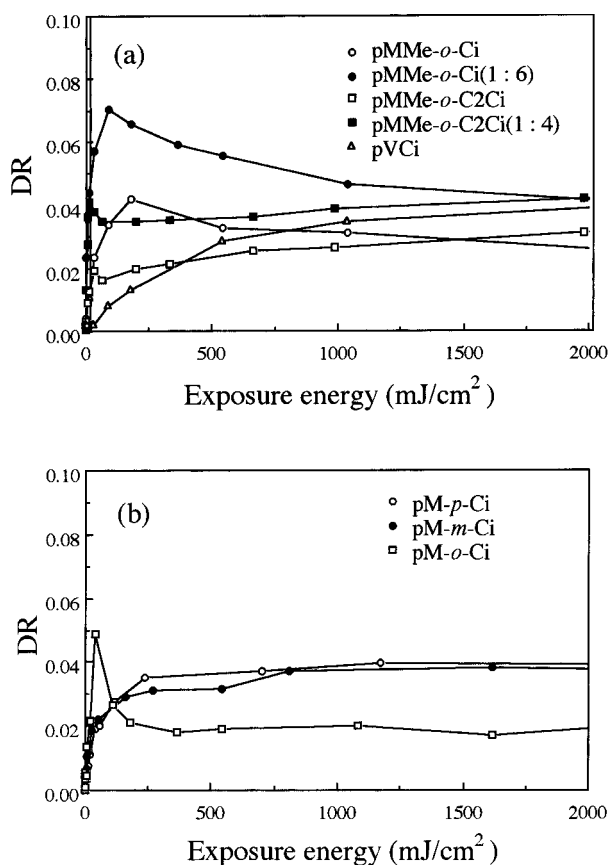 0.10
(a)
pMMe-o-Ci
pMMe-o-Ci(1 : 6)
0.08
pMMe-o-C2Ci
pMMe-o-C2Ci(1 : 4)
pVCi
0.06
DR
0.04
0.02
0.00
0 500 1000 1500 2000
Exposure energy (mJ/cm²)
0.10
(b)
pM-p-Ci
pM-m-Ci
pM-o-Ci
0.08
0.06
DR
0.04
0.02
0.00
0 500 1000 1500 2000
Exposure energy (mJ/cm²)